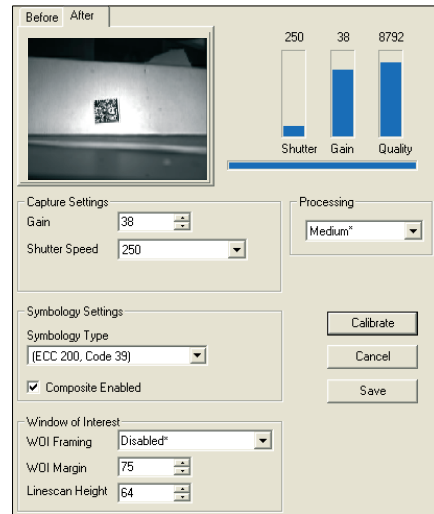 Before After
250 38 8792
Shutter Gain Quality
Capture Settings
Gain 38
Shutter Speed 250
Processing
Medium*
Symbology Settings
Symbology Type
(ECC 200, Code 39)
Composite Enabled
Calibrate
Cancel
Save
Window of Interest
WOI Framing Disabled*
WOI Margin 75
Linescan Height 64